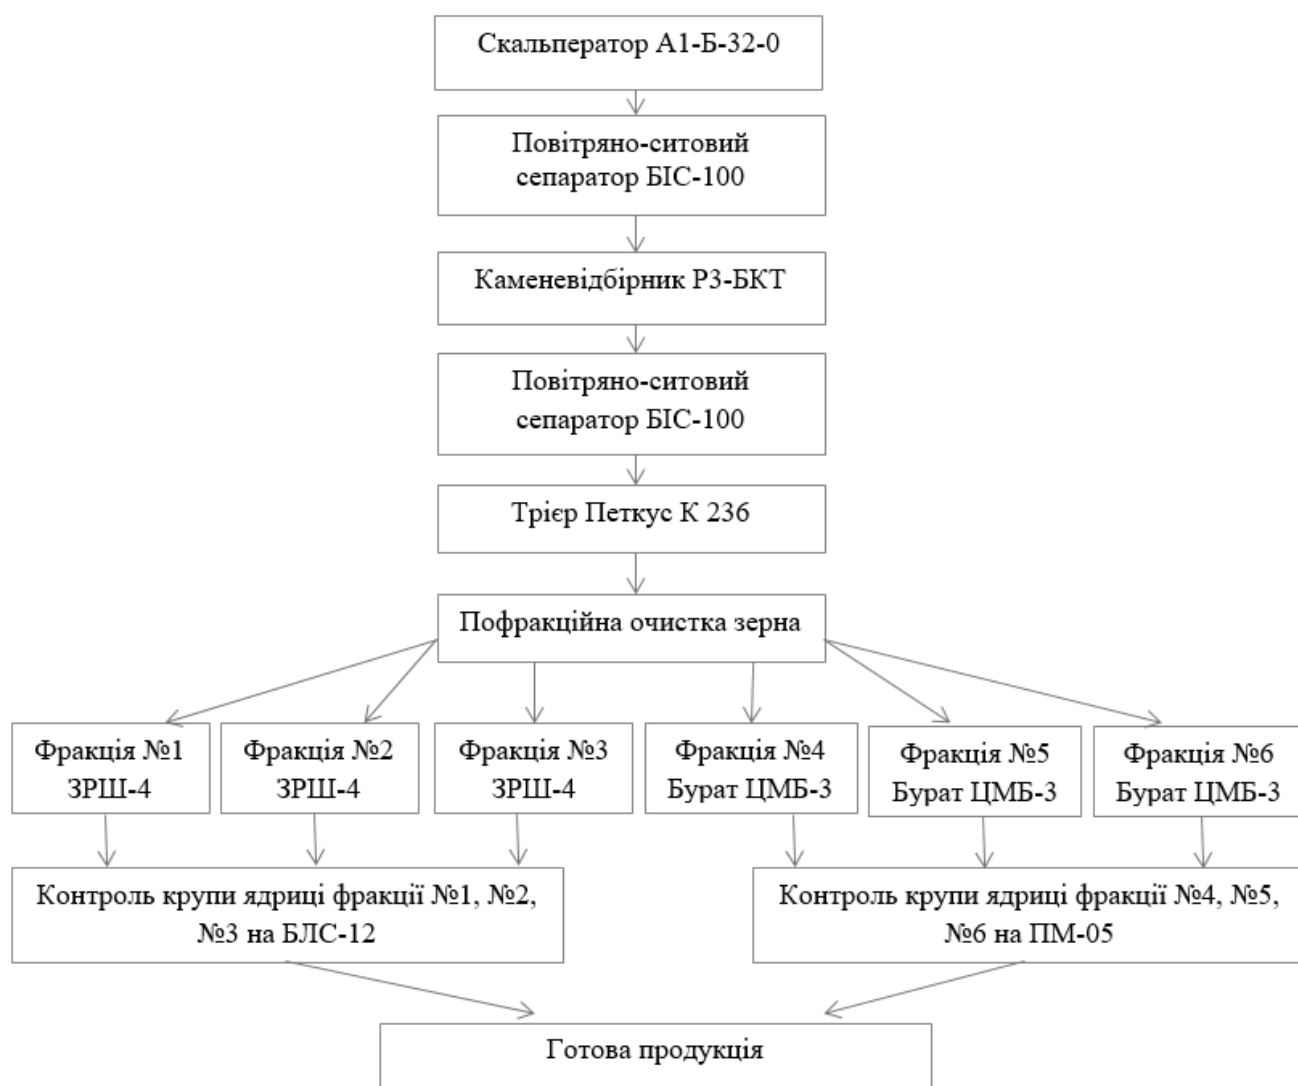 Скальператор А1-Б-32-0
Повітряно-ситовий
сепаратор БІС-100
Каменевідбірник РЗ-БКТ
Повітряно-ситовий
сепаратор БІС-100
Трієр Петкус К 236
Пофракційна очистка зерна
Фракція №1
ЗРШ-4
Фракція №2
ЗРШ-4
Фракція №3
ЗРШ-4
Фракція №4
Бурат ЦМБ-3
Фракція №5
Бурат ЦМБ-3
Фракція №6
Бурат ЦМБ-3
Контроль крупи ядриці фракції №1, №2,
№3 на БЛС-12
Контроль крупи ядриці фракції №4, №5,
№6 на ПМ-05
Готова продукція